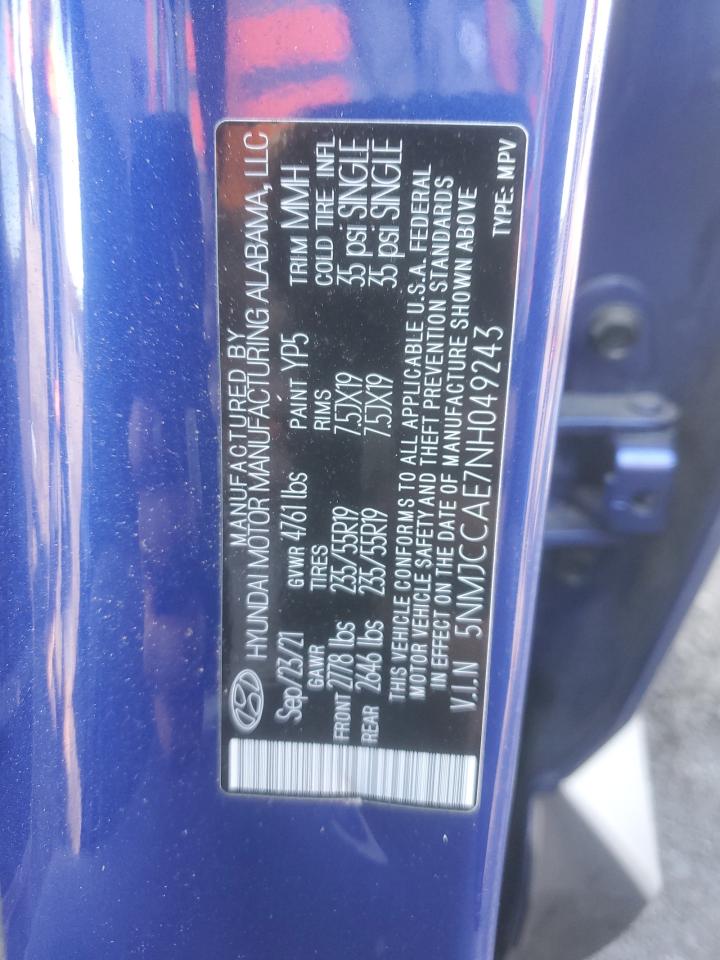 MANUFACTURED BY
HYUNDAI MOTOR MANUFACTURING ALABAMA, LLC
Sep/23/21 GVWR 4761 lbs PAINT YP5 TRIM MMH
GAWR TIRES RIMS COLD TIRE INFL
FRONT 2778 lbs 235/55R19 7.5JX19 35 psi SINGLE
REAR 2646 lbs 235/55R19 7.5JX19 35 psi SINGLE
THIS VEHICLE CONFORMS TO ALL APPLICABLE U.S.A. FEDERAL
MOTOR VEHICLE SAFETY AND THEFT PREVENTION STANDARDS
IN EFFECT ON THE DATE OF MANUFACTURE SHOWN ABOVE
V.I.N 5NMJCCAE7NH049243 TYPE: MPV